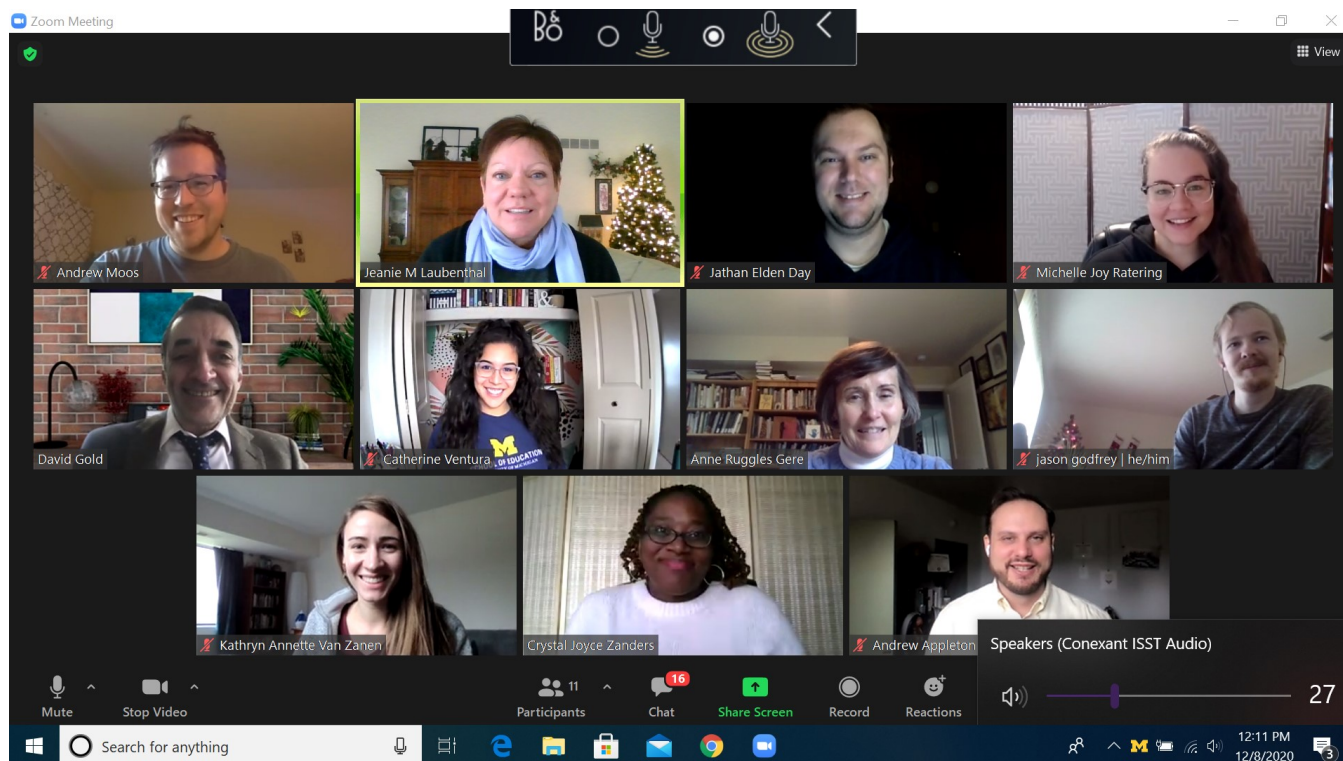 Zoom Meeting
B&O
View
Andrew Moos
Jeanie M Laubenthal
Jathan Elden Day
Michelle Joy Ratering
David Gold
Catherine Ventura
M
OF EDUCATION
Anne Ruggles Gere
jason godfrey | he/him
Kathryn Annette Van Zanen
Crystal Joyce Zanders
Andrew Appleton
Speakers (Conexant ISST Audio)
27
Mute
Stop Video
11
Participants
16
Chat
Share Screen
Record
Reactions
Search for anything
M
12:11 PM
12/8/2020
3